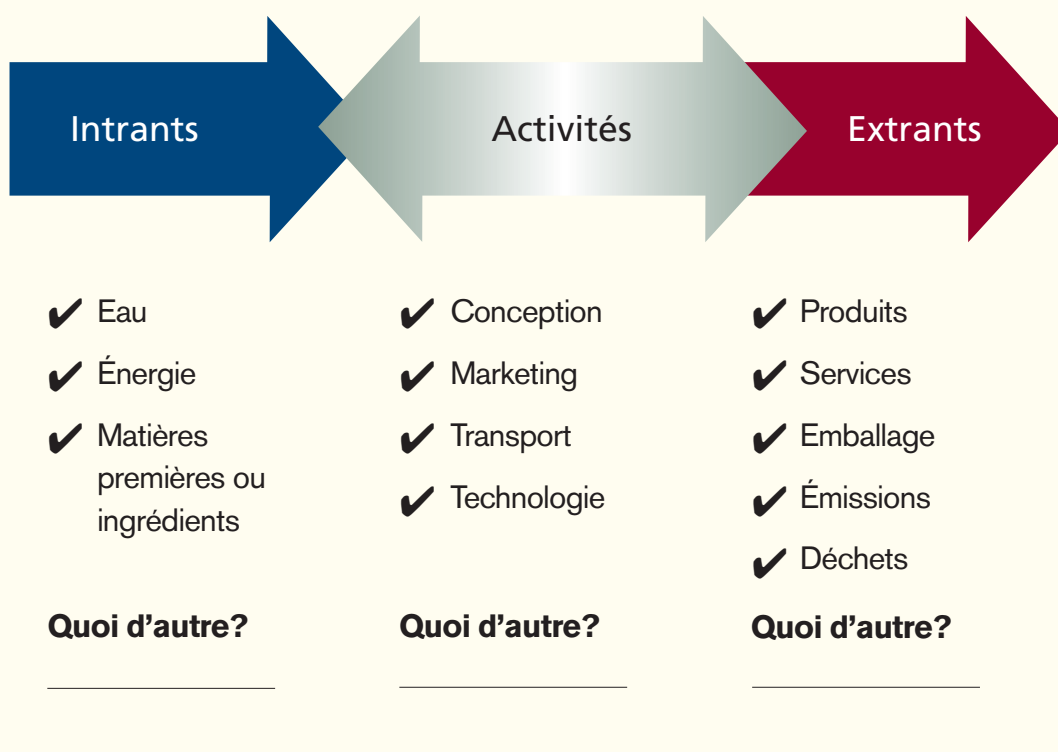 Intrants
Activités
Extrants
✔ Eau
✔ Énergie
✔ Matières
premières ou
ingrédients
Quoi d'autre?
✔ Conception
✔ Marketing
✔ Transport
✔ Technologie
Quoi d'autre?
✔ Produits
✔ Services
✔ Emballage
✔ Émissions
✔ Déchets
Quoi d'autre?